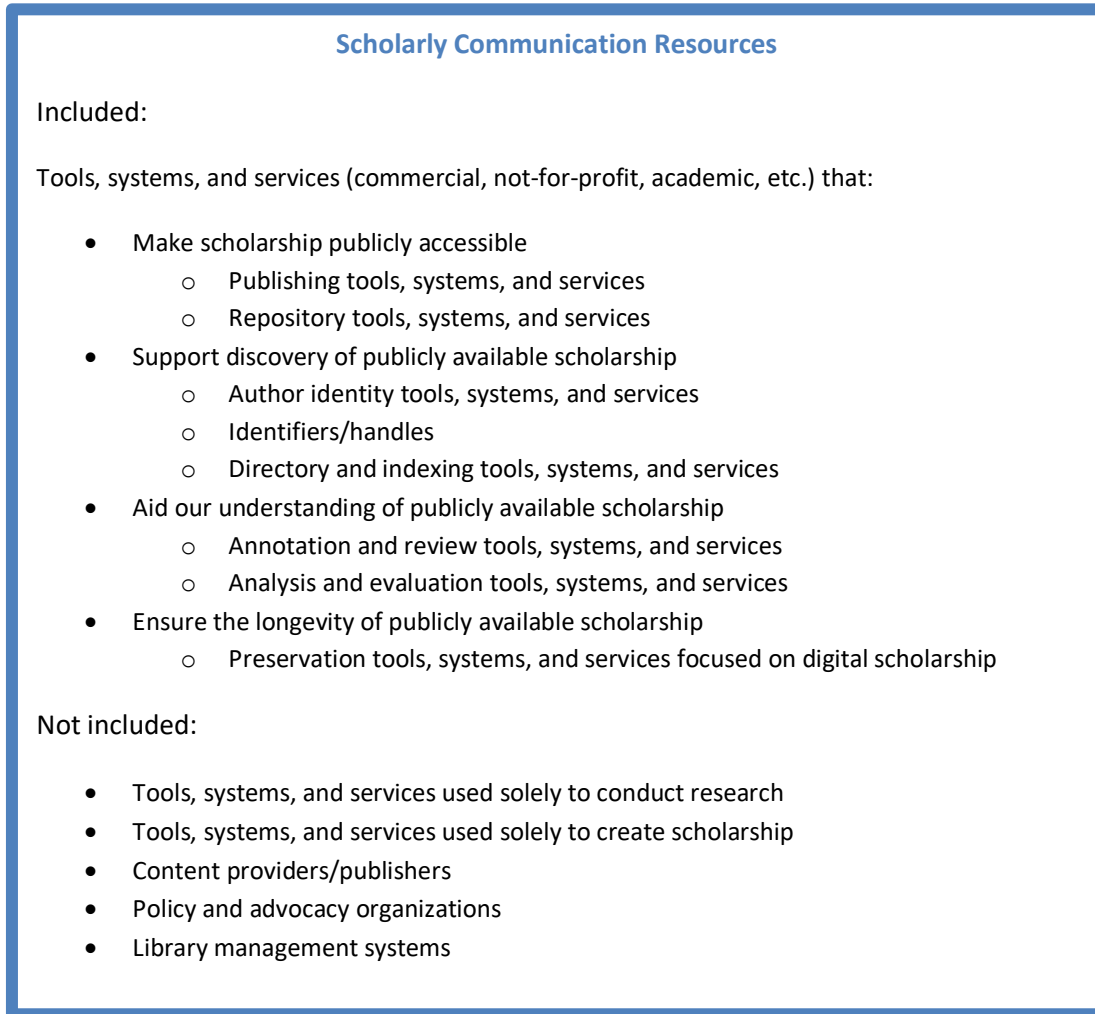 Scholarly Communication Resources
Included:
Tools, systems, and services (commercial, not-for-profit, academic, etc.) that:
• Make scholarship publicly accessible
o Publishing tools, systems, and services
o Repository tools, systems, and services
• Support discovery of publicly available scholarship
o Author identity tools, systems, and services
o Identifiers/handles
o Directory and indexing tools, systems, and services
• Aid our understanding of publicly available scholarship
o Annotation and review tools, systems, and services
o Analysis and evaluation tools, systems, and services
• Ensure the longevity of publicly available scholarship
o Preservation tools, systems, and services focused on digital scholarship
Not included:
• Tools, systems, and services used solely to conduct research
• Tools, systems, and services used solely to create scholarship
• Content providers/publishers
• Policy and advocacy organizations
• Library management systems